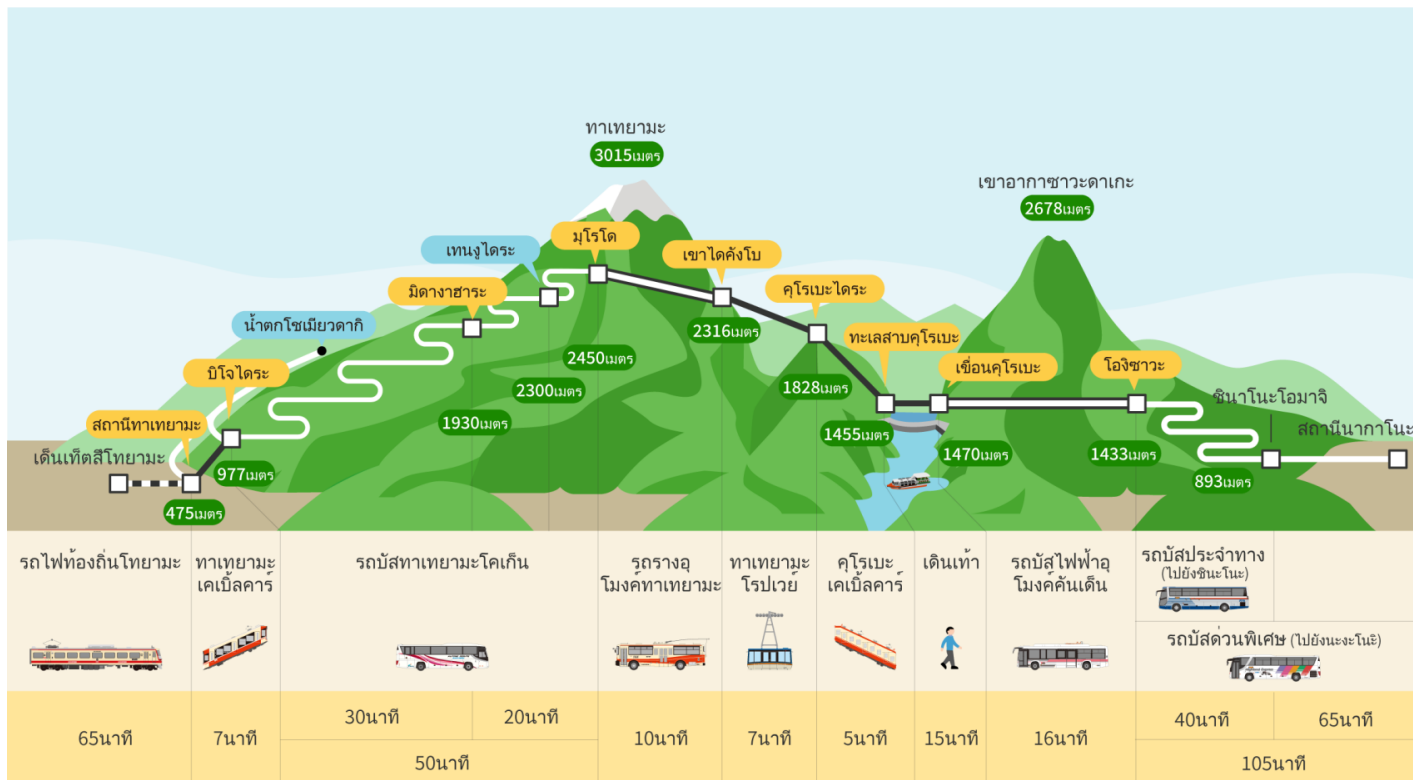 ทาเทยามะ
3015เมตร
เขาอากาซาวะดาเกะ
2678เมตร
เทนงูไดระ
มุโรโด
เขาไดคังโบ
มิดางาฮาระ
คุโรเบะไดระ
น้ำตกโชเมียวดากิ
2316เมตร
ทะเลสาบคุโรเบะ
บิโจไดระ
2450เมตร
เขื่อนคุโรเบะ
โองิซาวะ
2300เมตร
1828เมตร
ชินาโนะโอมาจิ
สถานีทาเทยามะ
1930เมตร
1455เมตร
สถานีนากาโนะ
เด็นเท็ตสึโทยามะ
977เมตร
1470เมตร
1433เมตร
893เมตร
475เมตร
รถไฟท้องถิ่นโทยามะ
ทาเทยามะ
เคเบิ้ลคาร์
รถบัสทาเทยามะโคเก็น
รถรางอุ
โมงค์ทาเทยามะ
ทาเทยามะ
โรปเวย์
คุโรเบะ
เคเบิ้ลคาร์
เดินเท้า
รถบัสไฟฟ้าอุ
โมงค์คันเด็น
รถบัสประจำทาง
(ไปยังชินะโนะ)
รถบัสด่วนพิเศษ (ไปยังนะงะโนะ)
65นาที
7นาที
30นาที
20นาที
50นาที
10นาที
7นาที
5นาที
15นาที
16นาที
40นาที
65นาที
105นาที